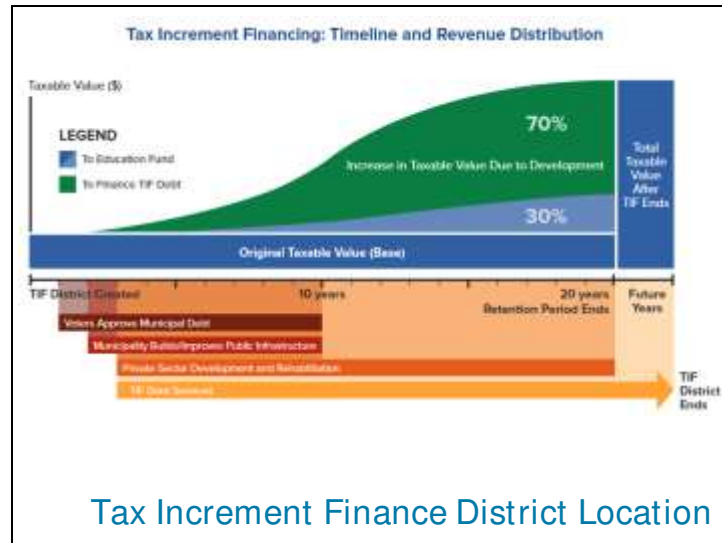 Tax Increment Financing: Timeline and Revenue Distribution
Taxable Value ($)
LEGEND
To Education Fund
To Finance TIF Debt
70%
Increase in Taxable Value Due to Development
30%
Original Taxable Value (Base)
Total
Taxable
Value
After
TIF Ends
TIF District Created
10 years
20 years
Retention Period Ends
Future
Years
Voters Approve Municipal Debt
Municipality Builds/Improves Public Infrastructure
Private Sector Development and Rehabilitation
TIF Debt Serviced
TIF
District
Ends
Tax Increment Finance District Location